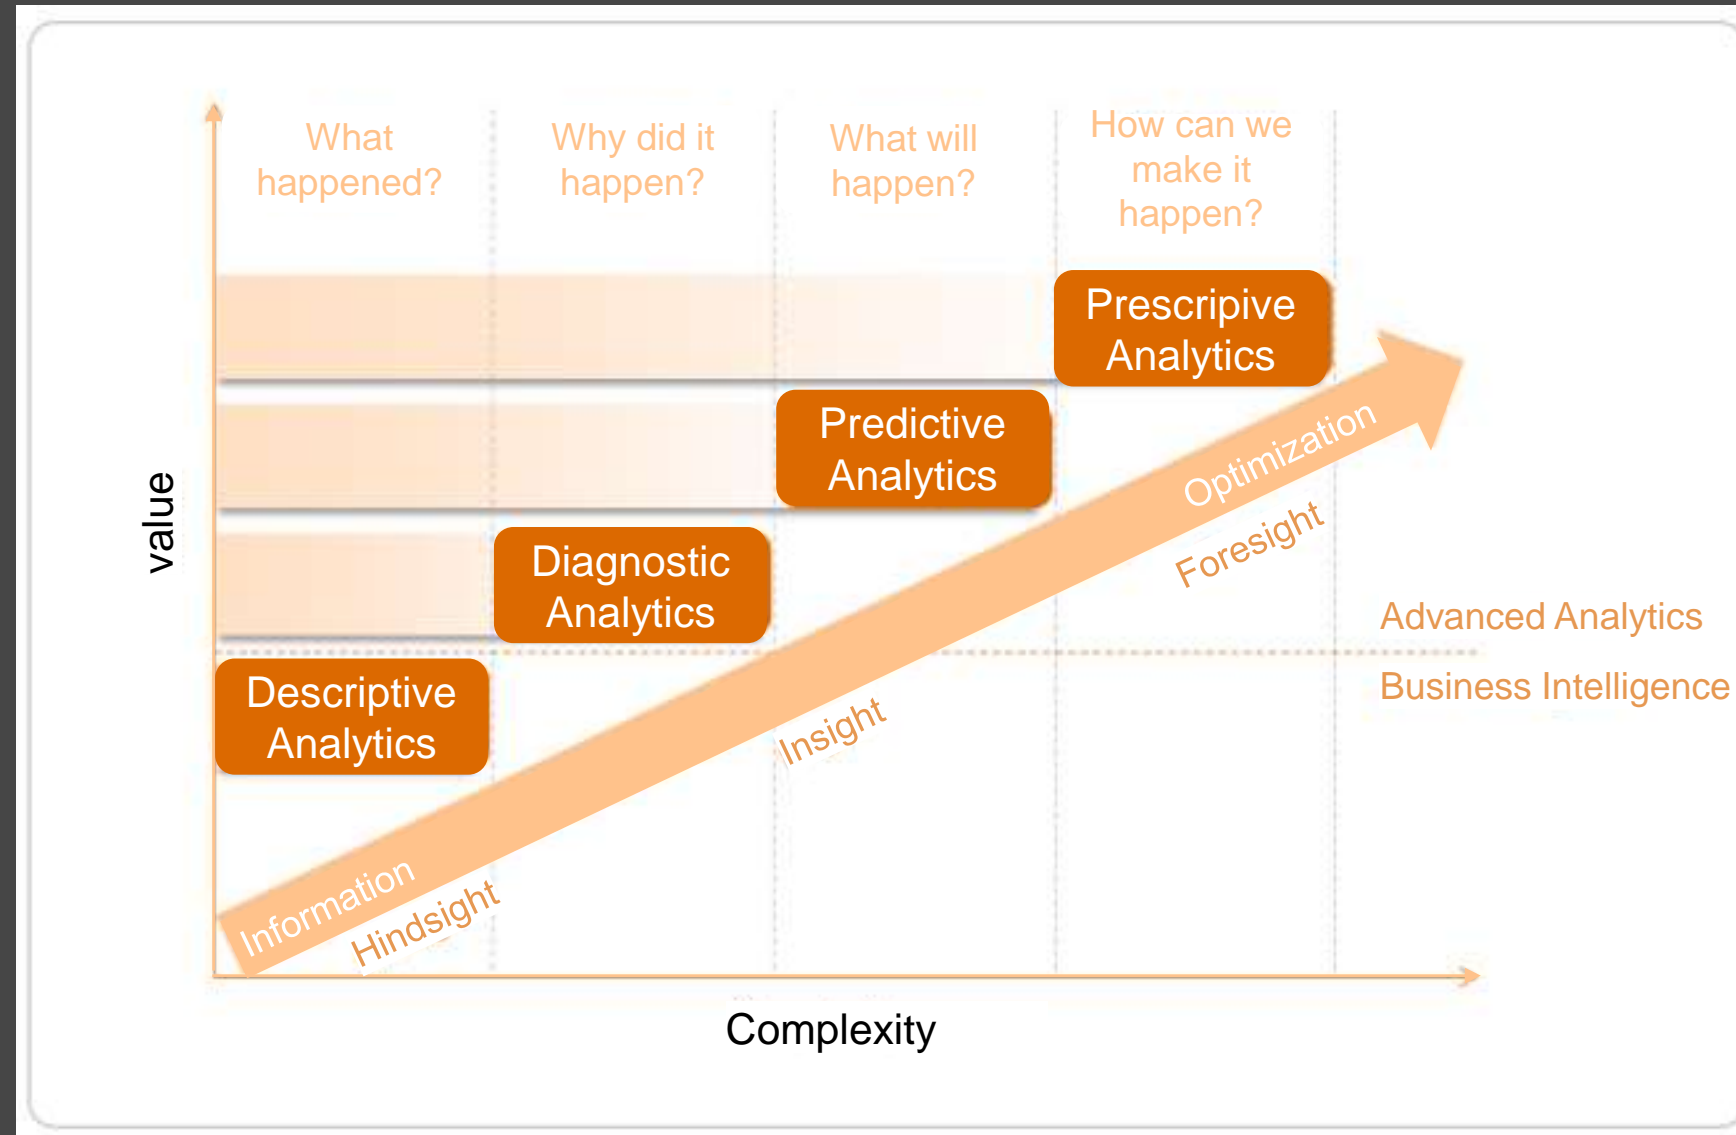 What
happened?
Why did it
happen?
What will
happen?
How can we
make it
happen?
Prescripive
Analytics
Predictive
Analytics
Diagnostic
Analytics
Descriptive
Analytics
value
Optimization
Foresight
Advanced Analytics
Business Intelligence
Insight
Information
Hindsight
Complexity